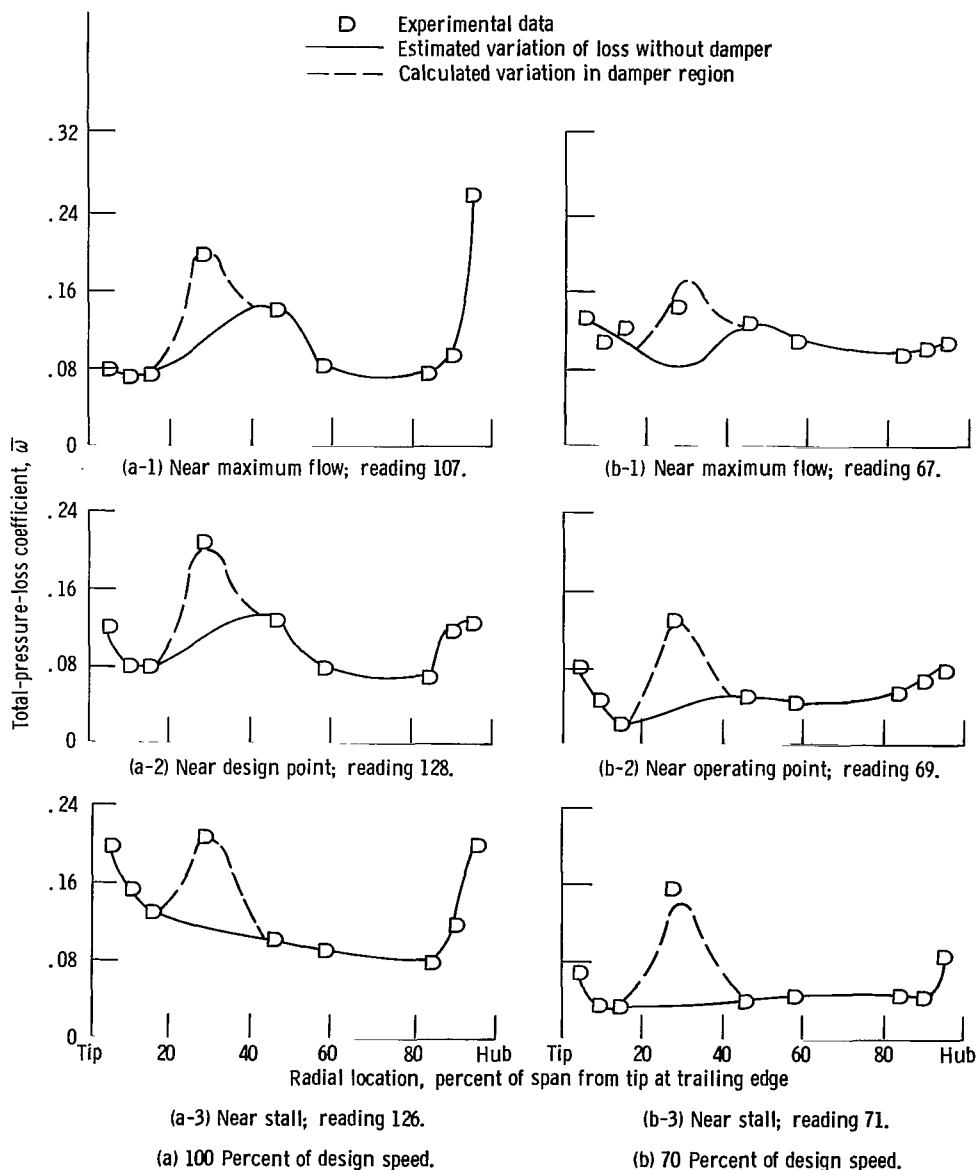 Experimental data
Estimated variation of loss without damper
Calculated variation in damper region
Total-pressure-loss coefficient, ω̅
.32
.24
.16
.08
0
(a-1) Near maximum flow; reading 107.
(b-1) Near maximum flow; reading 67.
.24
.16
.08
0
(a-2) Near design point; reading 128.
(b-2) Near operating point; reading 69.
.24
.16
.08
0
Tip 20 40 60 80 Hub
Tip 20 40 60 80 Hub
Radial location, percent of span from tip at trailing edge
(a-3) Near stall; reading 126.
(b-3) Near stall; reading 71.
(a) 100 Percent of design speed.
(b) 70 Percent of design speed.